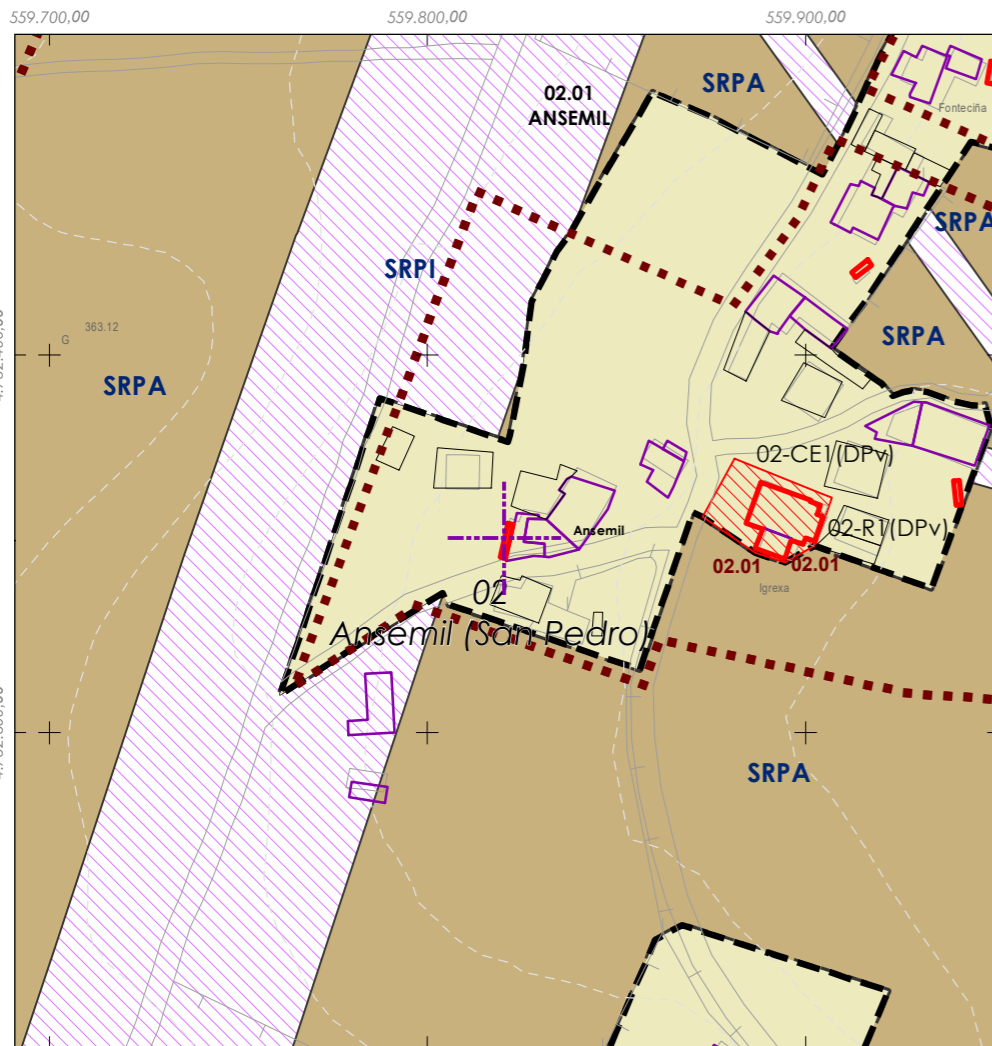 559.700,00
559.800,00
559.900,00
SRPA
02.01
ANSEMIL
Fonteciña
SRPA
SRPI
G 363.12
SRPA
SRPA
02-CE1(DPv)
Ansemil
02-R1(DPv)
02.01 02.01
Igrexa
02
Ansemil (San Pedro)
SRPA